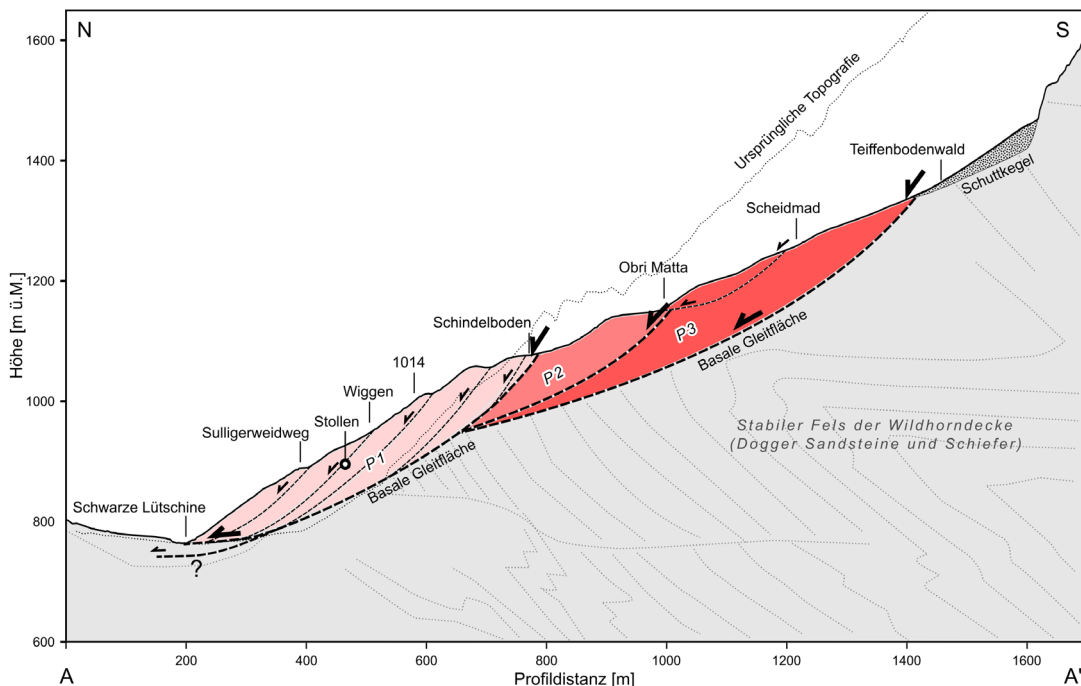 N
S
1600
1400
1200
1000
800
600
Höhe [m ü.M.]
Ursprüngliche Topografie
Teiffenbodenwald
Schuttkegel
Scheidmad
Obri Matta
Schindelboden
1014
Wiggen
Stollen
Sulligerweidweg
Schwarze Lütschine
P1
P2
P3
Basale Gleitfläche
Basale Gleitfläche
Stabiler Fels der Wildhorndecke
(Dogger Sandsteine und Schiefer)
?
0
200
400
600
800
1000
1200
1400
1600
A
Profildistanz [m]
A'